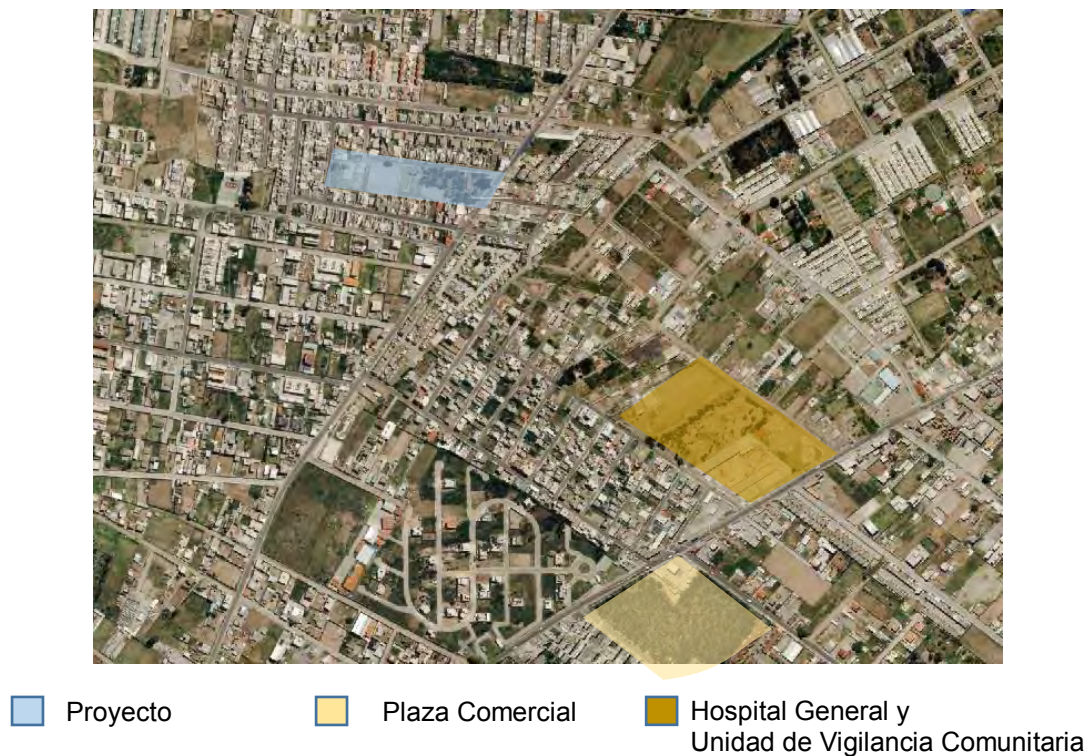 Proyecto
Plaza Comercial
Hospital General y
Unidad de Vigilancia Comunitaria